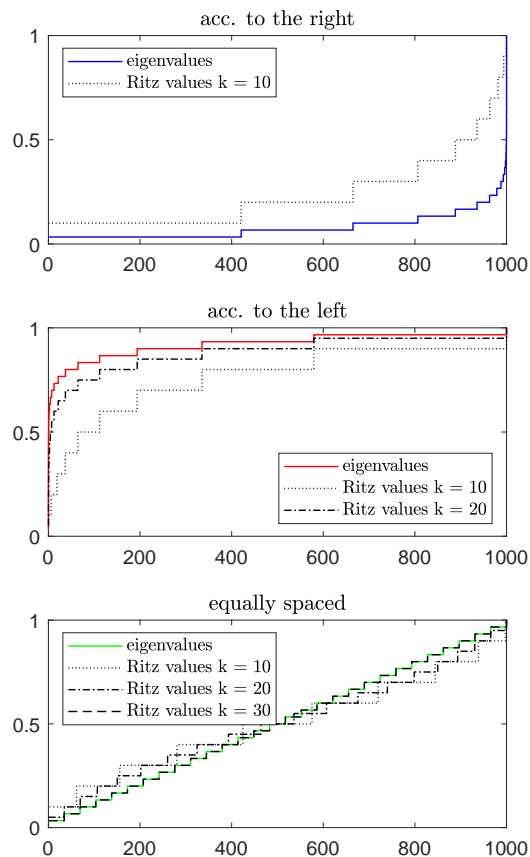 acc. to the right
1
eigenvalues
Ritz values k = 10
0.5
0
0 200 400 600 800 1000
acc. to the left
1
0.5
eigenvalues
Ritz values k = 10
Ritz values k = 20
0
0 200 400 600 800 1000
equally spaced
1
eigenvalues
Ritz values k = 10
Ritz values k = 20
Ritz values k = 30
0.5
0
0 200 400 600 800 1000